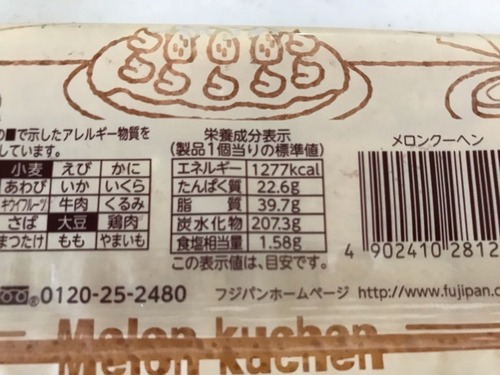 の■で示したアレルギー物質を
しています。
小麦 えび かに
あわび いか いくら
キウイフルーツ 牛肉 くるみ
さば 大豆 鶏肉
まつたけ もも やまいも
栄養成分表示
(製品1個当りの標準値)
エネルギー 1277kcal
たんぱく質 22.6g
脂質 39.7g
炭水化物 207.3g
食塩相当量 1.58g
この表示値は、目安です。
メロンクーヘン
4 902410 2812
0120-25-2480 フジパンホームページ http://www.fujipan.c
Melon kuchen